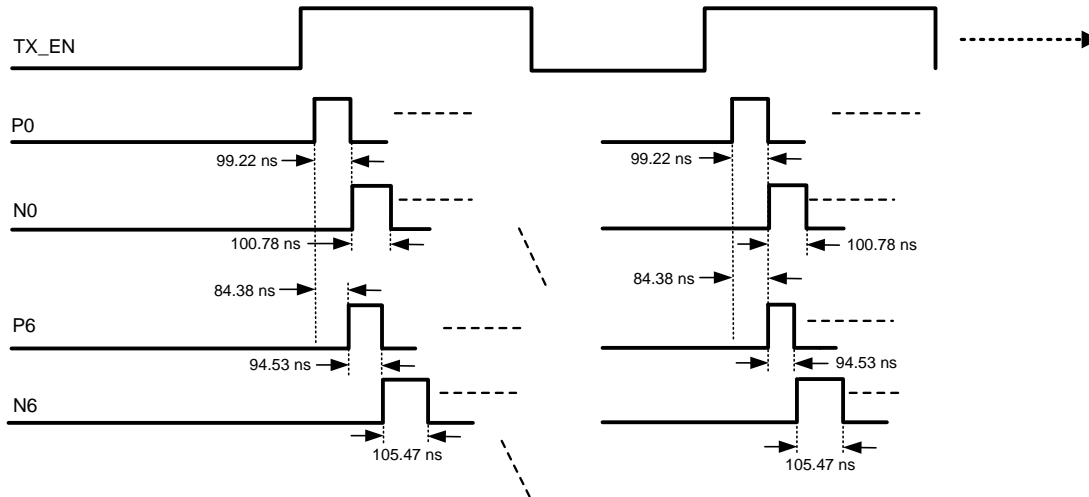 TX_EN
P0
99.22 ns
99.22 ns
N0
100.78 ns
100.78 ns
84.38 ns
84.38 ns
P6
94.53 ns
94.53 ns
N6
105.47 ns
105.47 ns